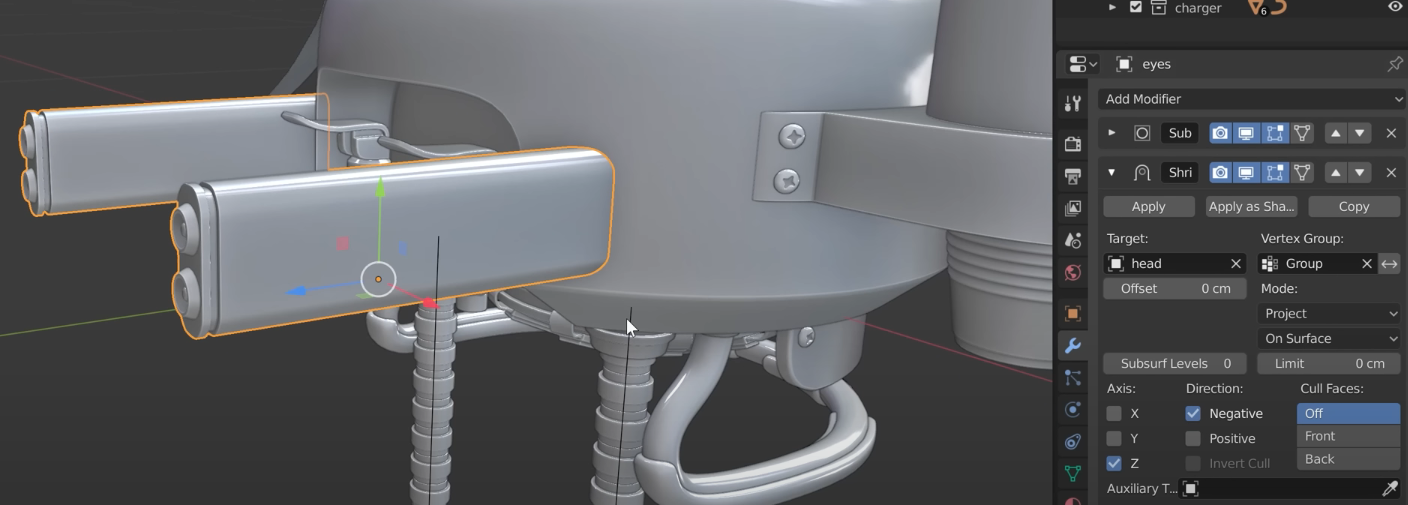 charger
6
eyes
Add Modifier
Sub
Shri
Apply Apply as Sha... Copy
Target: Vertex Group:
head Group
Offset 0 cm Mode:
Project
On Surface
Subsurf Levels 0 Limit 0 cm
Axis: Direction: Cull Faces:
X Negative Off
Y Positive Front
Z Invert Cull Back
Auxiliary T...